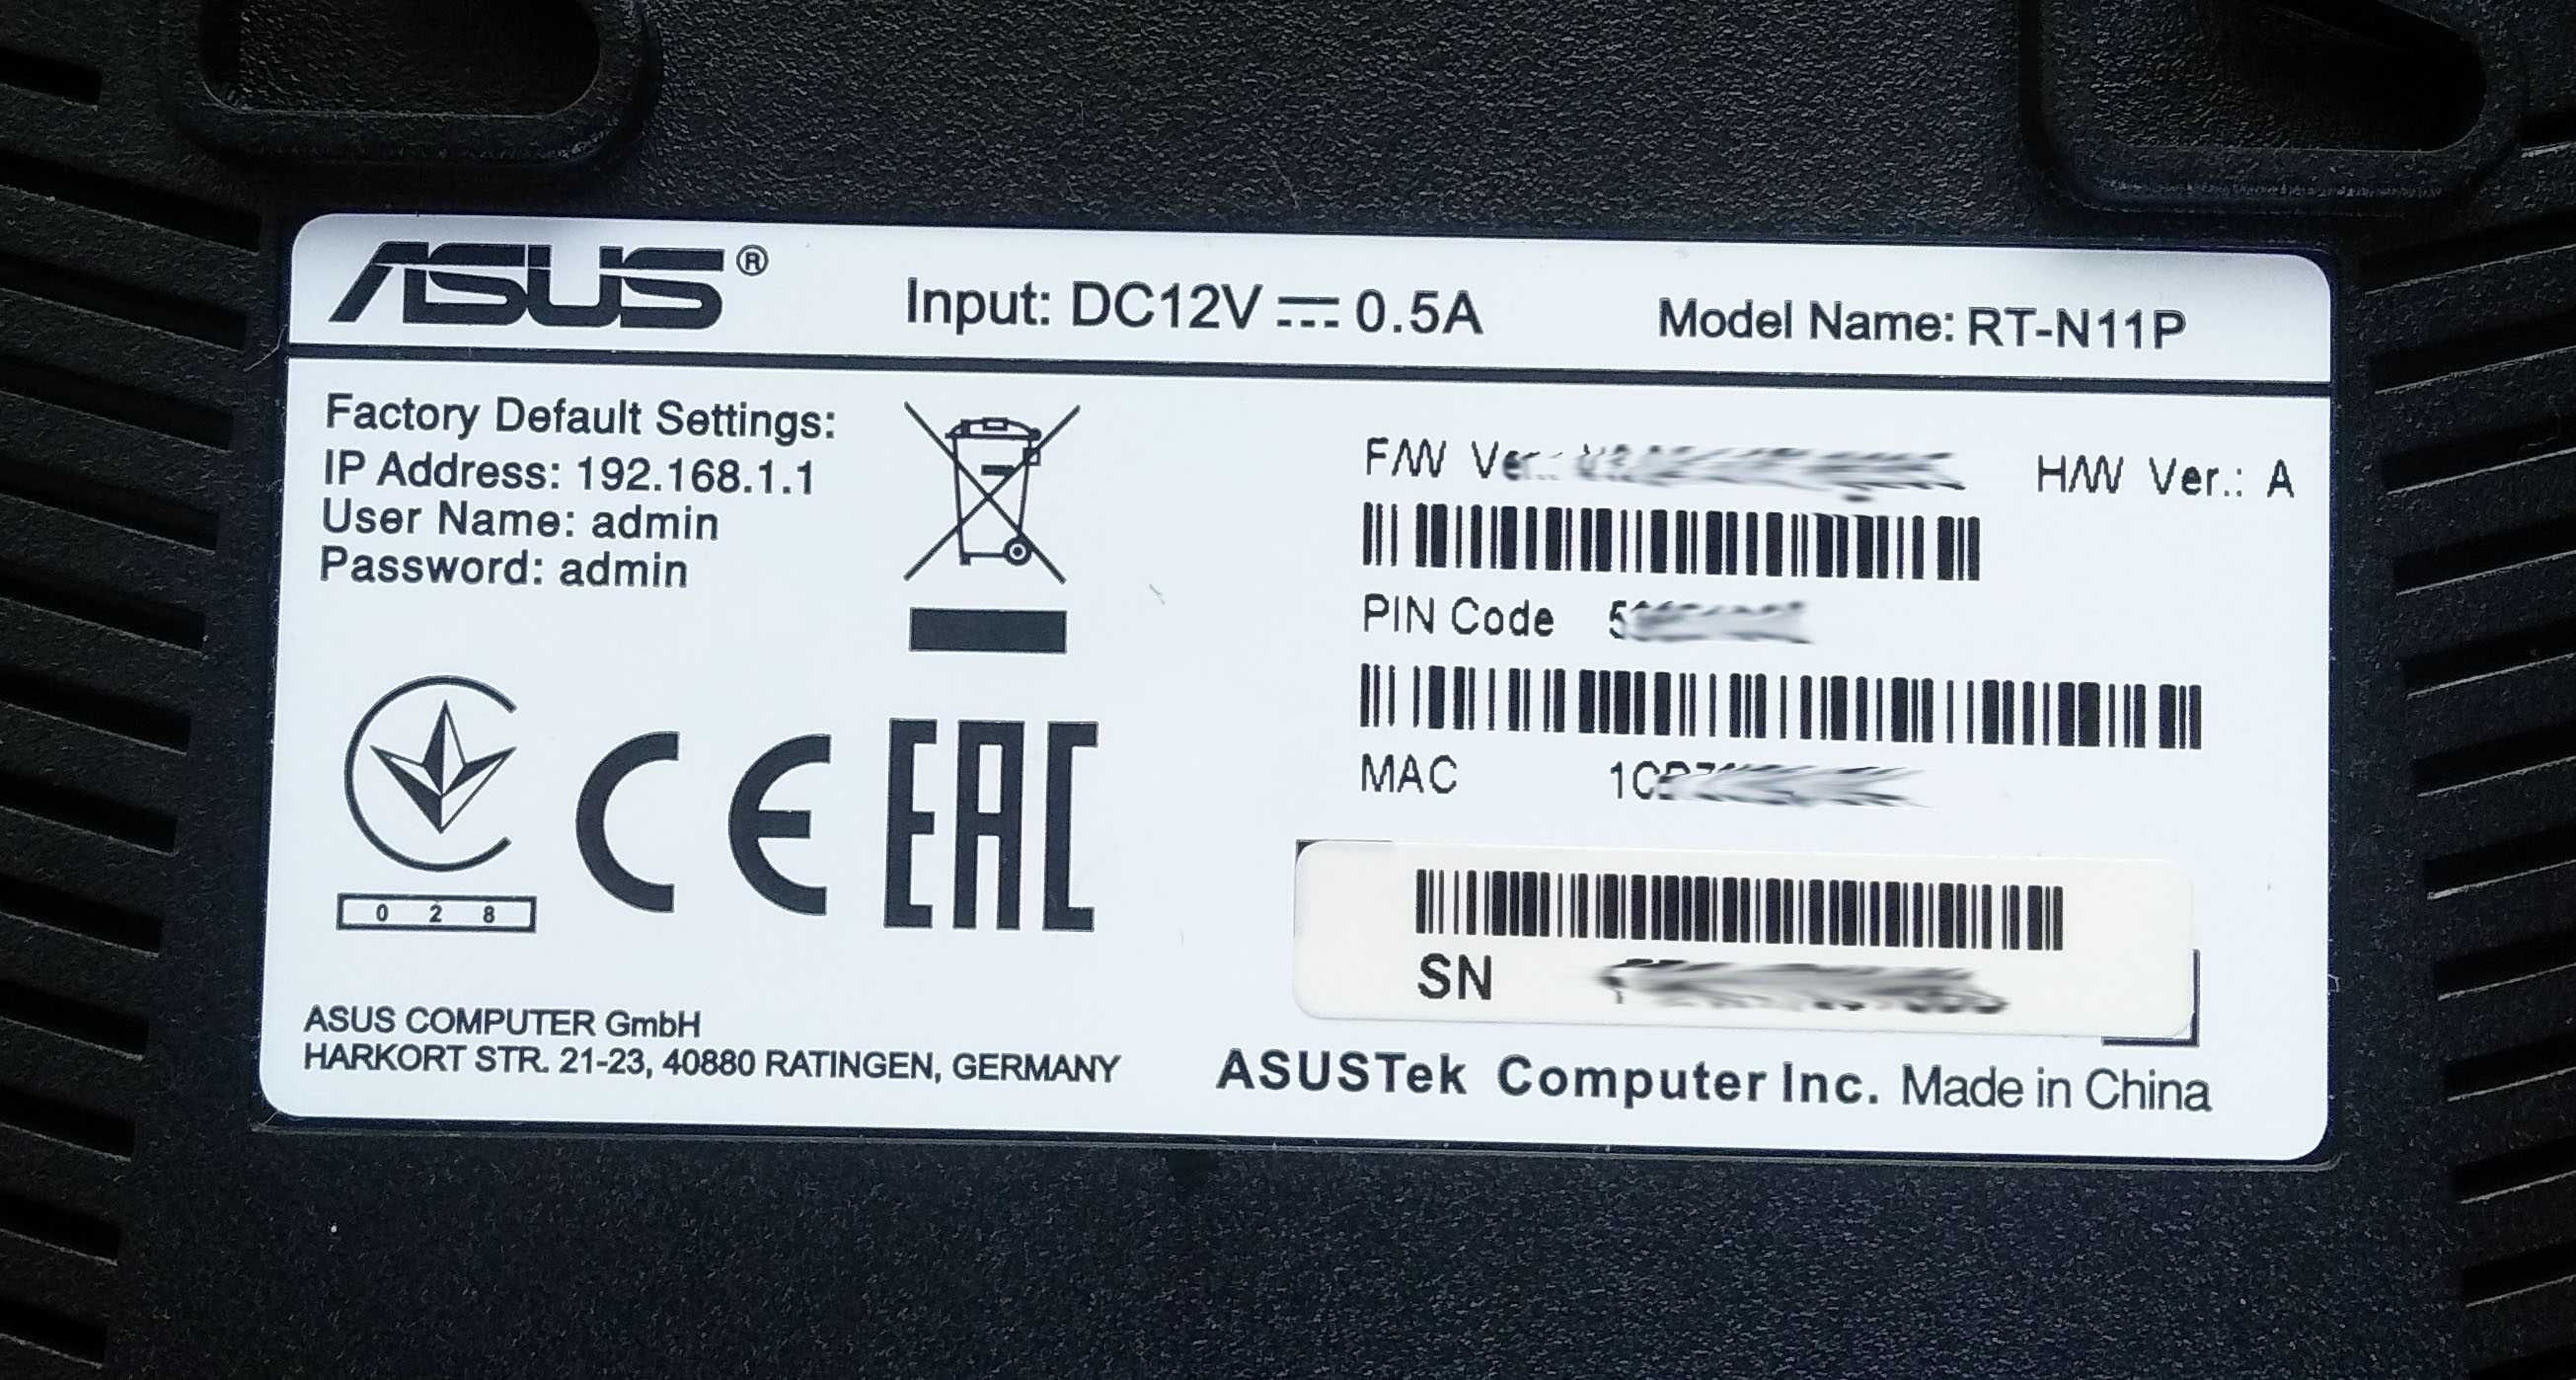 ASUS®
Input: DC12V ⎓ 0.5A
Model Name: RT-N11P
Factory Default Settings:
IP Address: 192.168.1.1
User Name: admin
Password: admin
F/W Ver.:
H/W Ver.: A
PIN Code
MAC
SN
0 2 8
CE
EAC
ASUS COMPUTER GmbH
HARKORT STR. 21-23, 40880 RATINGEN, GERMANY
ASUSTek Computer Inc. Made in China